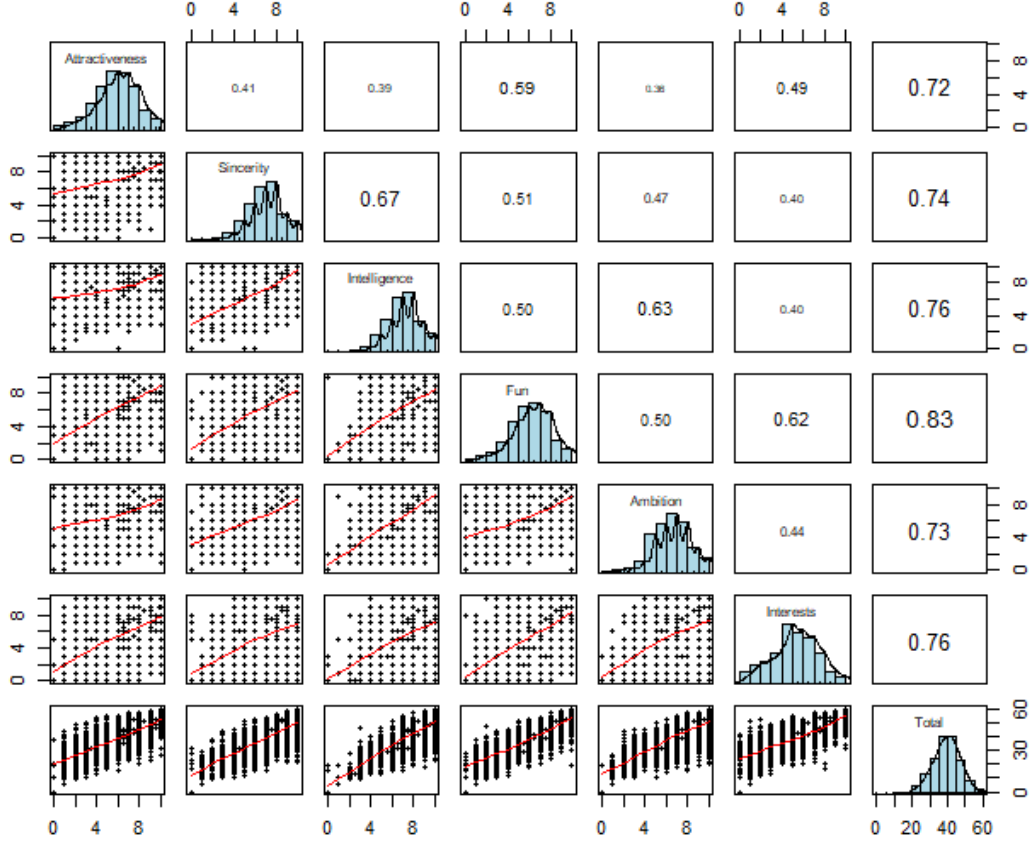 0 4 8 0 4 8 0 4 8
Attractiveness 0.41 0.39 0.59 0.36 0.49 0.72 0 4 8
0 4 8 Sincerity 0.67 0.51 0.47 0.40 0.74
Intelligence 0.50 0.63 0.40 0.76 0 4 8
0 4 8 Fun 0.50 0.62 0.83
Ambition 0.44 0.73 0 4 8
0 4 8 Interests 0.76
Total 0 30 60
0 4 8 0 4 8 0 4 8 0 20 40 60